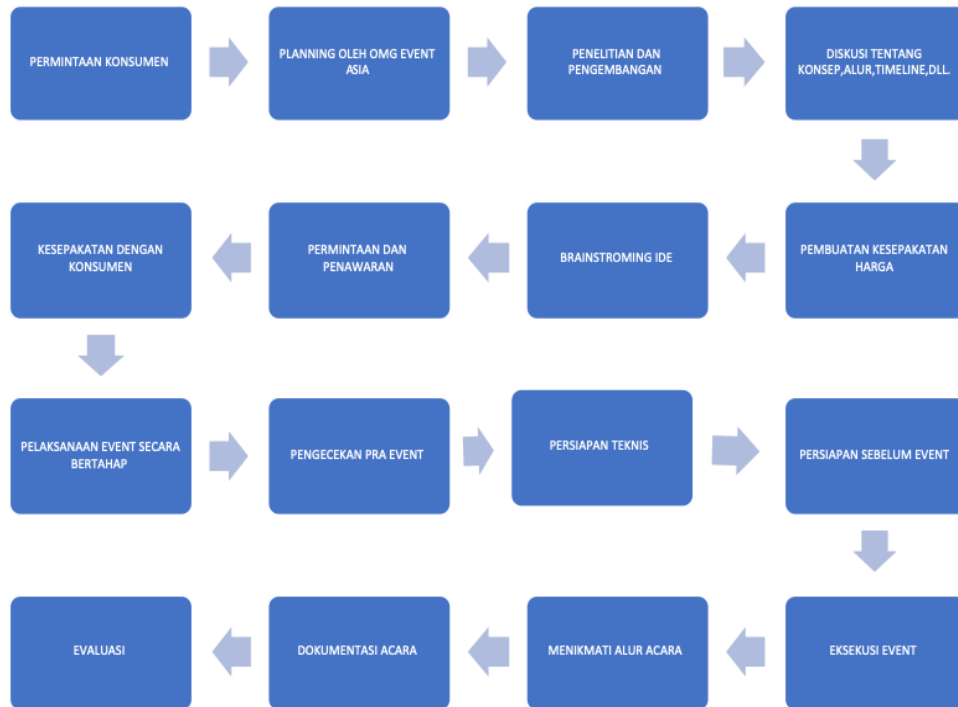 PERMINTAAN KONSUMEN
PLANNING OLEH OMG EVENT
ASIA
PENELITIAN DAN
PENGEMBANGAN
DISKUSI TENTANG
KONSEP,ALUR,TIMELINE,DLL.
PEMBUATAN KESEPAKATAN
HARGA
BRAINSTROMING IDE
PERMINTAAN DAN
PENAWARAN
KESEPAKATAN DENGAN
KONSUMEN
PELAKSANAAN EVENT SECARA
BERTAHAP
PENGECEKAN PRA EVENT
PERSIAPAN TEKNIS
PERSIAPAN SEBELUM EVENT
EKSEKUSI EVENT
MENIKMATI ALUR ACARA
DOKUMENTASI ACARA
EVALUASI